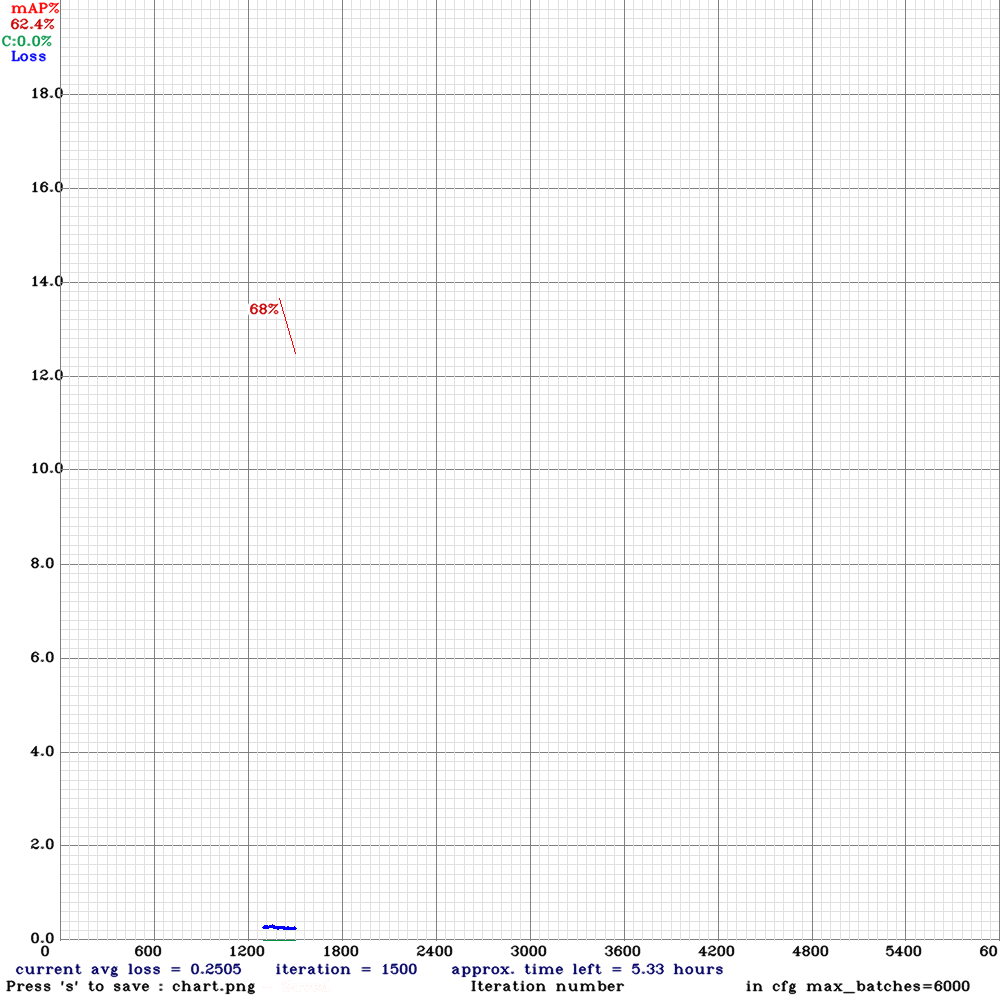 mAP%
62.4%
C:0.0%
Loss
18.0
16.0
14.0
68%
12.0
10.0
8.0
6.0
4.0
2.0
0.0
0 600 1200 1800 2400 3000 3600 4200 4800 5400 60
current avg loss = 0.2505 iteration = 1500 approx. time left = 5.33 hours
Press 's' to save : chart.png Iteration number in cfg max_batches=6000